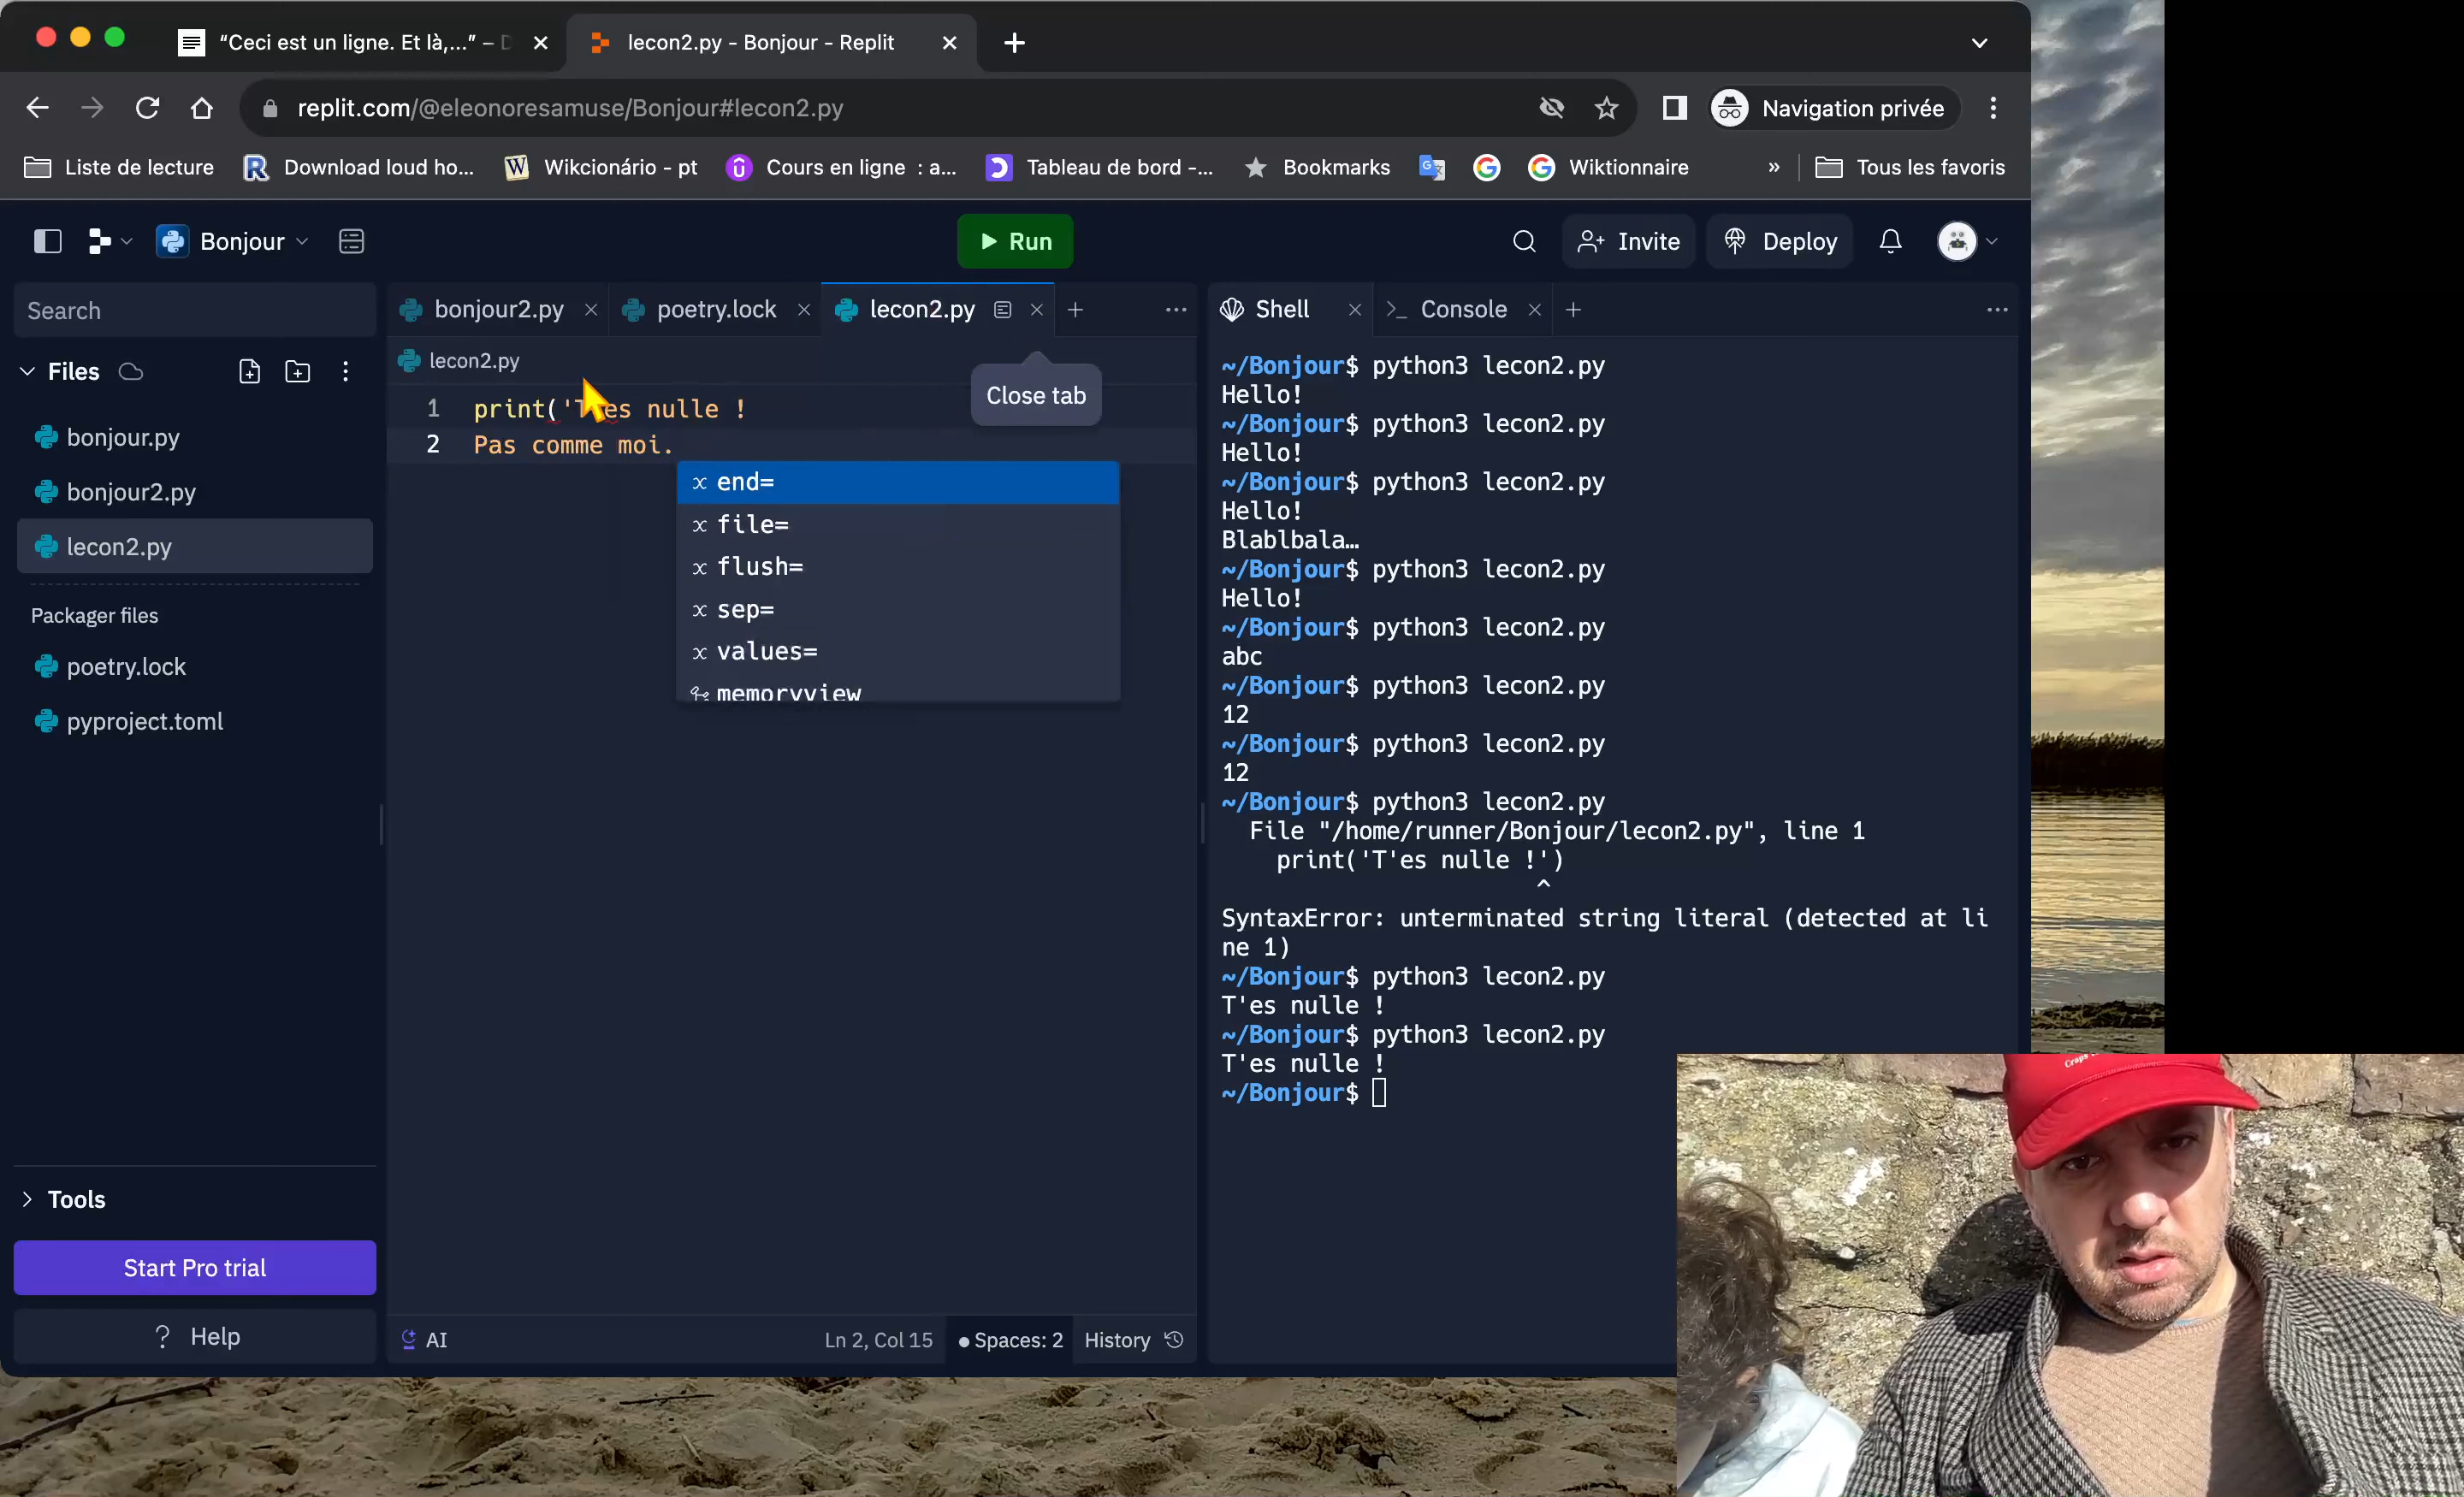 “Ceci est un ligne. Et là,...” –
lecon2.py - Bonjour - Replit
replit.com/@eleonoresamuse/Bonjour#lecon2.py
Navigation privée
Liste de lecture
Download loud ho...
Wikcionário - pt
Cours en ligne : a...
Tableau de bord -...
Bookmarks
Wiktionnaire
»
Tous les favoris
Bonjour
Run
Invite
Deploy
Search
Files
bonjour.py
bonjour2.py
lecon2.py
Packager files
poetry.lock
pyproject.toml
Tools
Start Pro trial
? Help
bonjour2.py
poetry.lock
lecon2.py
lecon2.py
Close tab
1 print('T'es nulle !
2 Pas comme moi.
x end=
x file=
x flush=
x sep=
x values=
memoryview
AI
Ln 2, Col 15
Spaces: 2
History
Shell
Console
~/Bonjour$ python3 lecon2.py
Hello!
~/Bonjour$ python3 lecon2.py
Hello!
~/Bonjour$ python3 lecon2.py
Hello!
Blablbala…
~/Bonjour$ python3 lecon2.py
Hello!
~/Bonjour$ python3 lecon2.py
abc
~/Bonjour$ python3 lecon2.py
12
~/Bonjour$ python3 lecon2.py
12
~/Bonjour$ python3 lecon2.py
File "/home/runner/Bonjour/lecon2.py", line 1
print('T'es nulle !')
^
SyntaxError: unterminated string literal (detected at li
ne 1)
~/Bonjour$ python3 lecon2.py
T'es nulle !
~/Bonjour$ python3 lecon2.py
T'es nulle !
~/Bonjour$
Craps